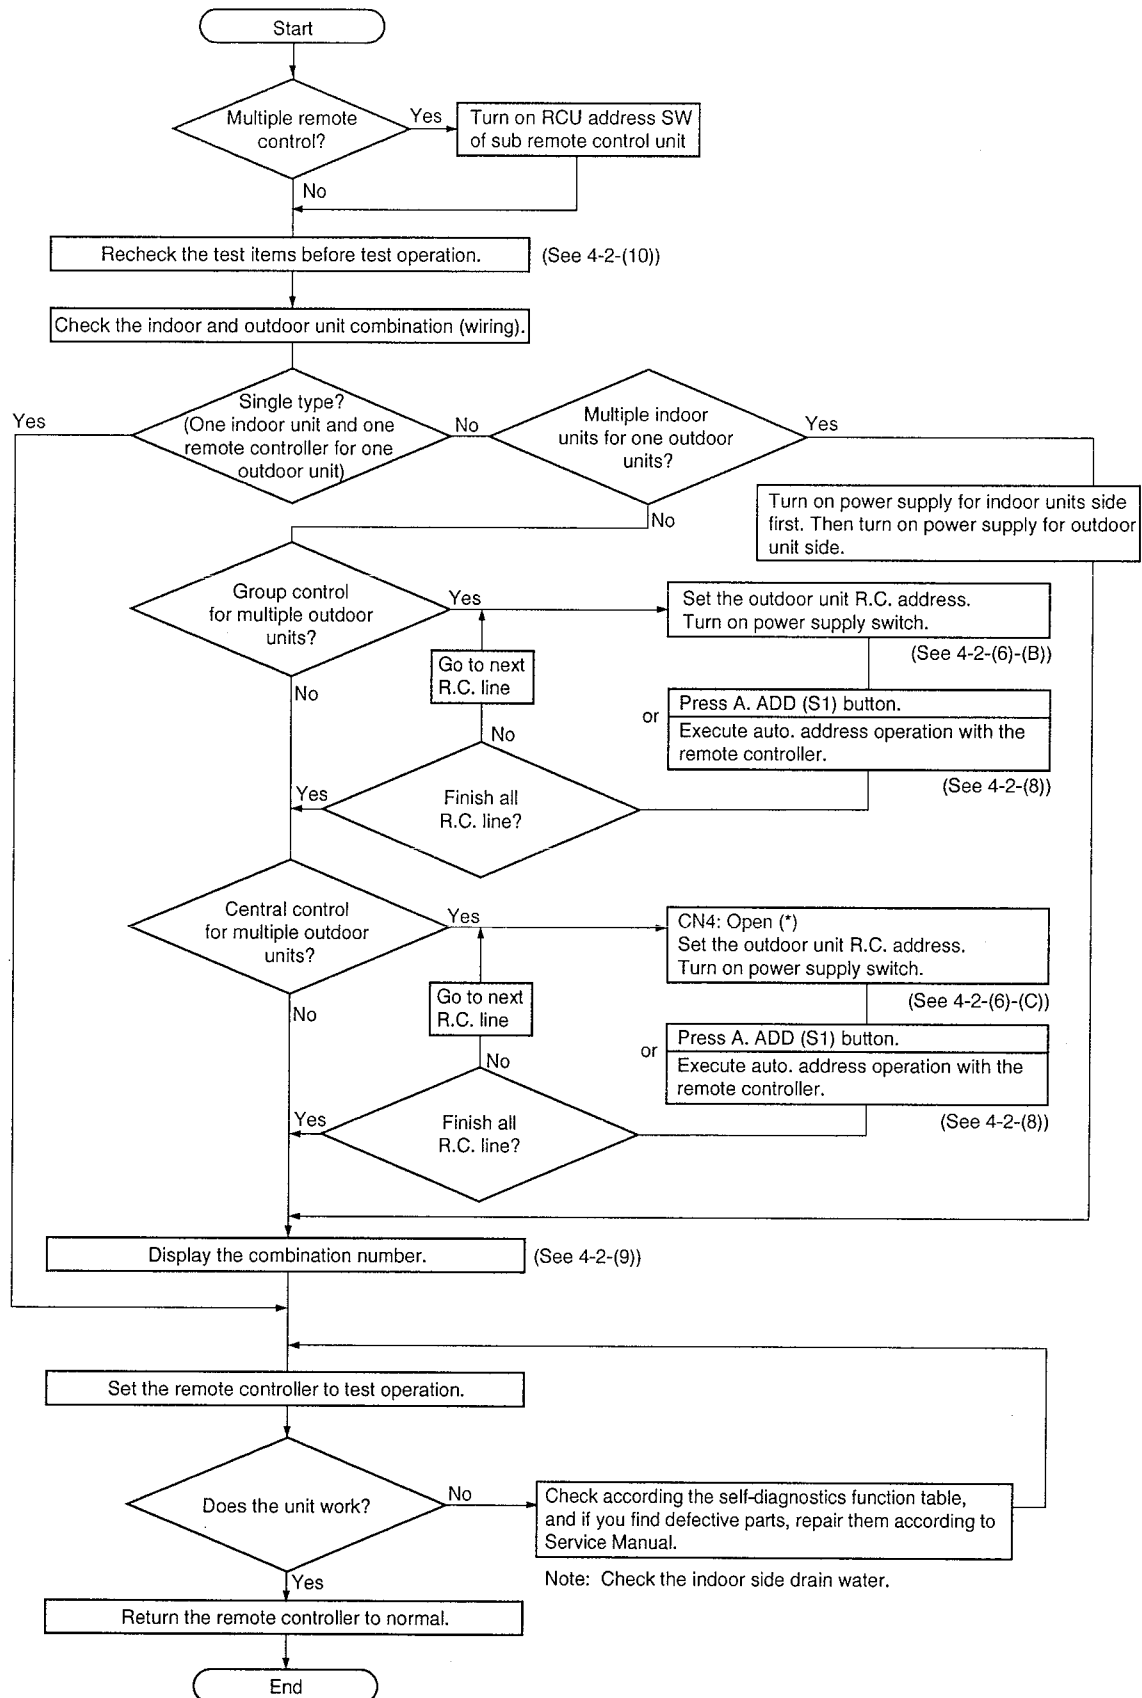 Start
Multiple remote
control?
Yes
Turn on RCU address SW
of sub remote control unit
No
Recheck the test items before test operation.
(See 4-2-(10))
Check the indoor and outdoor unit combination (wiring).
Yes
Single type?
(One indoor unit and one
remote controller for one
outdoor unit)
No
Multiple indoor
units for one outdoor
units?
Yes
Turn on power supply for indoor units side
first. Then turn on power supply for outdoor
unit side.
No
Group control
for multiple outdoor
units?
Yes
Set the outdoor unit R.C. address.
Turn on power supply switch.
(See 4-2-(6)-(B))
Go to next
R.C. line
No
or
Press A. ADD (S1) button.
Execute auto. address operation with the
remote controller.
(See 4-2-(8))
No
Yes
Finish all
R.C. line?
Central control
for multiple outdoor
units?
Yes
CN4: Open (*)
Set the outdoor unit R.C. address.
Turn on power supply switch.
(See 4-2-(6)-(C))
Go to next
R.C. line
No
or
Press A. ADD (S1) button.
Execute auto. address operation with the
remote controller.
(See 4-2-(8))
No
Yes
Finish all
R.C. line?
Display the combination number.
(See 4-2-(9))
Set the remote controller to test operation.
Does the unit work?
No
Check according the self-diagnostics function table,
and if you find defective parts, repair them according to
Service Manual.
Note: Check the indoor side drain water.
Yes
Return the remote controller to normal.
End